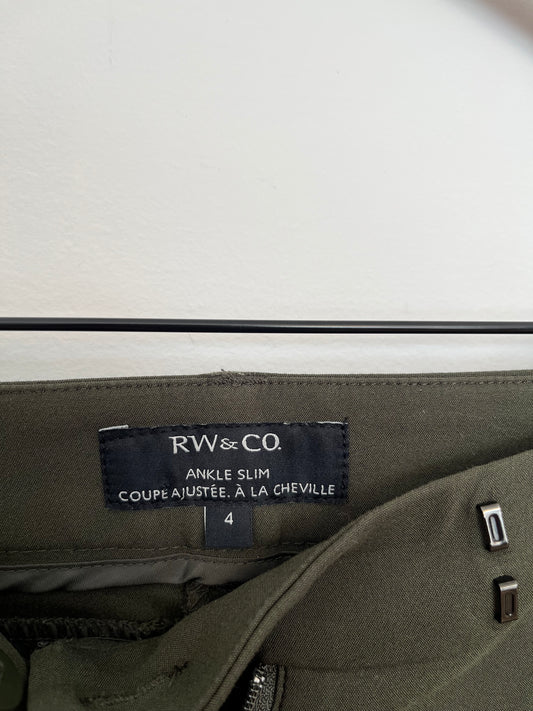 RW&CO.
ANKLE SLIM
COUPE AJUSTÉE, À LA CHEVILLE
4